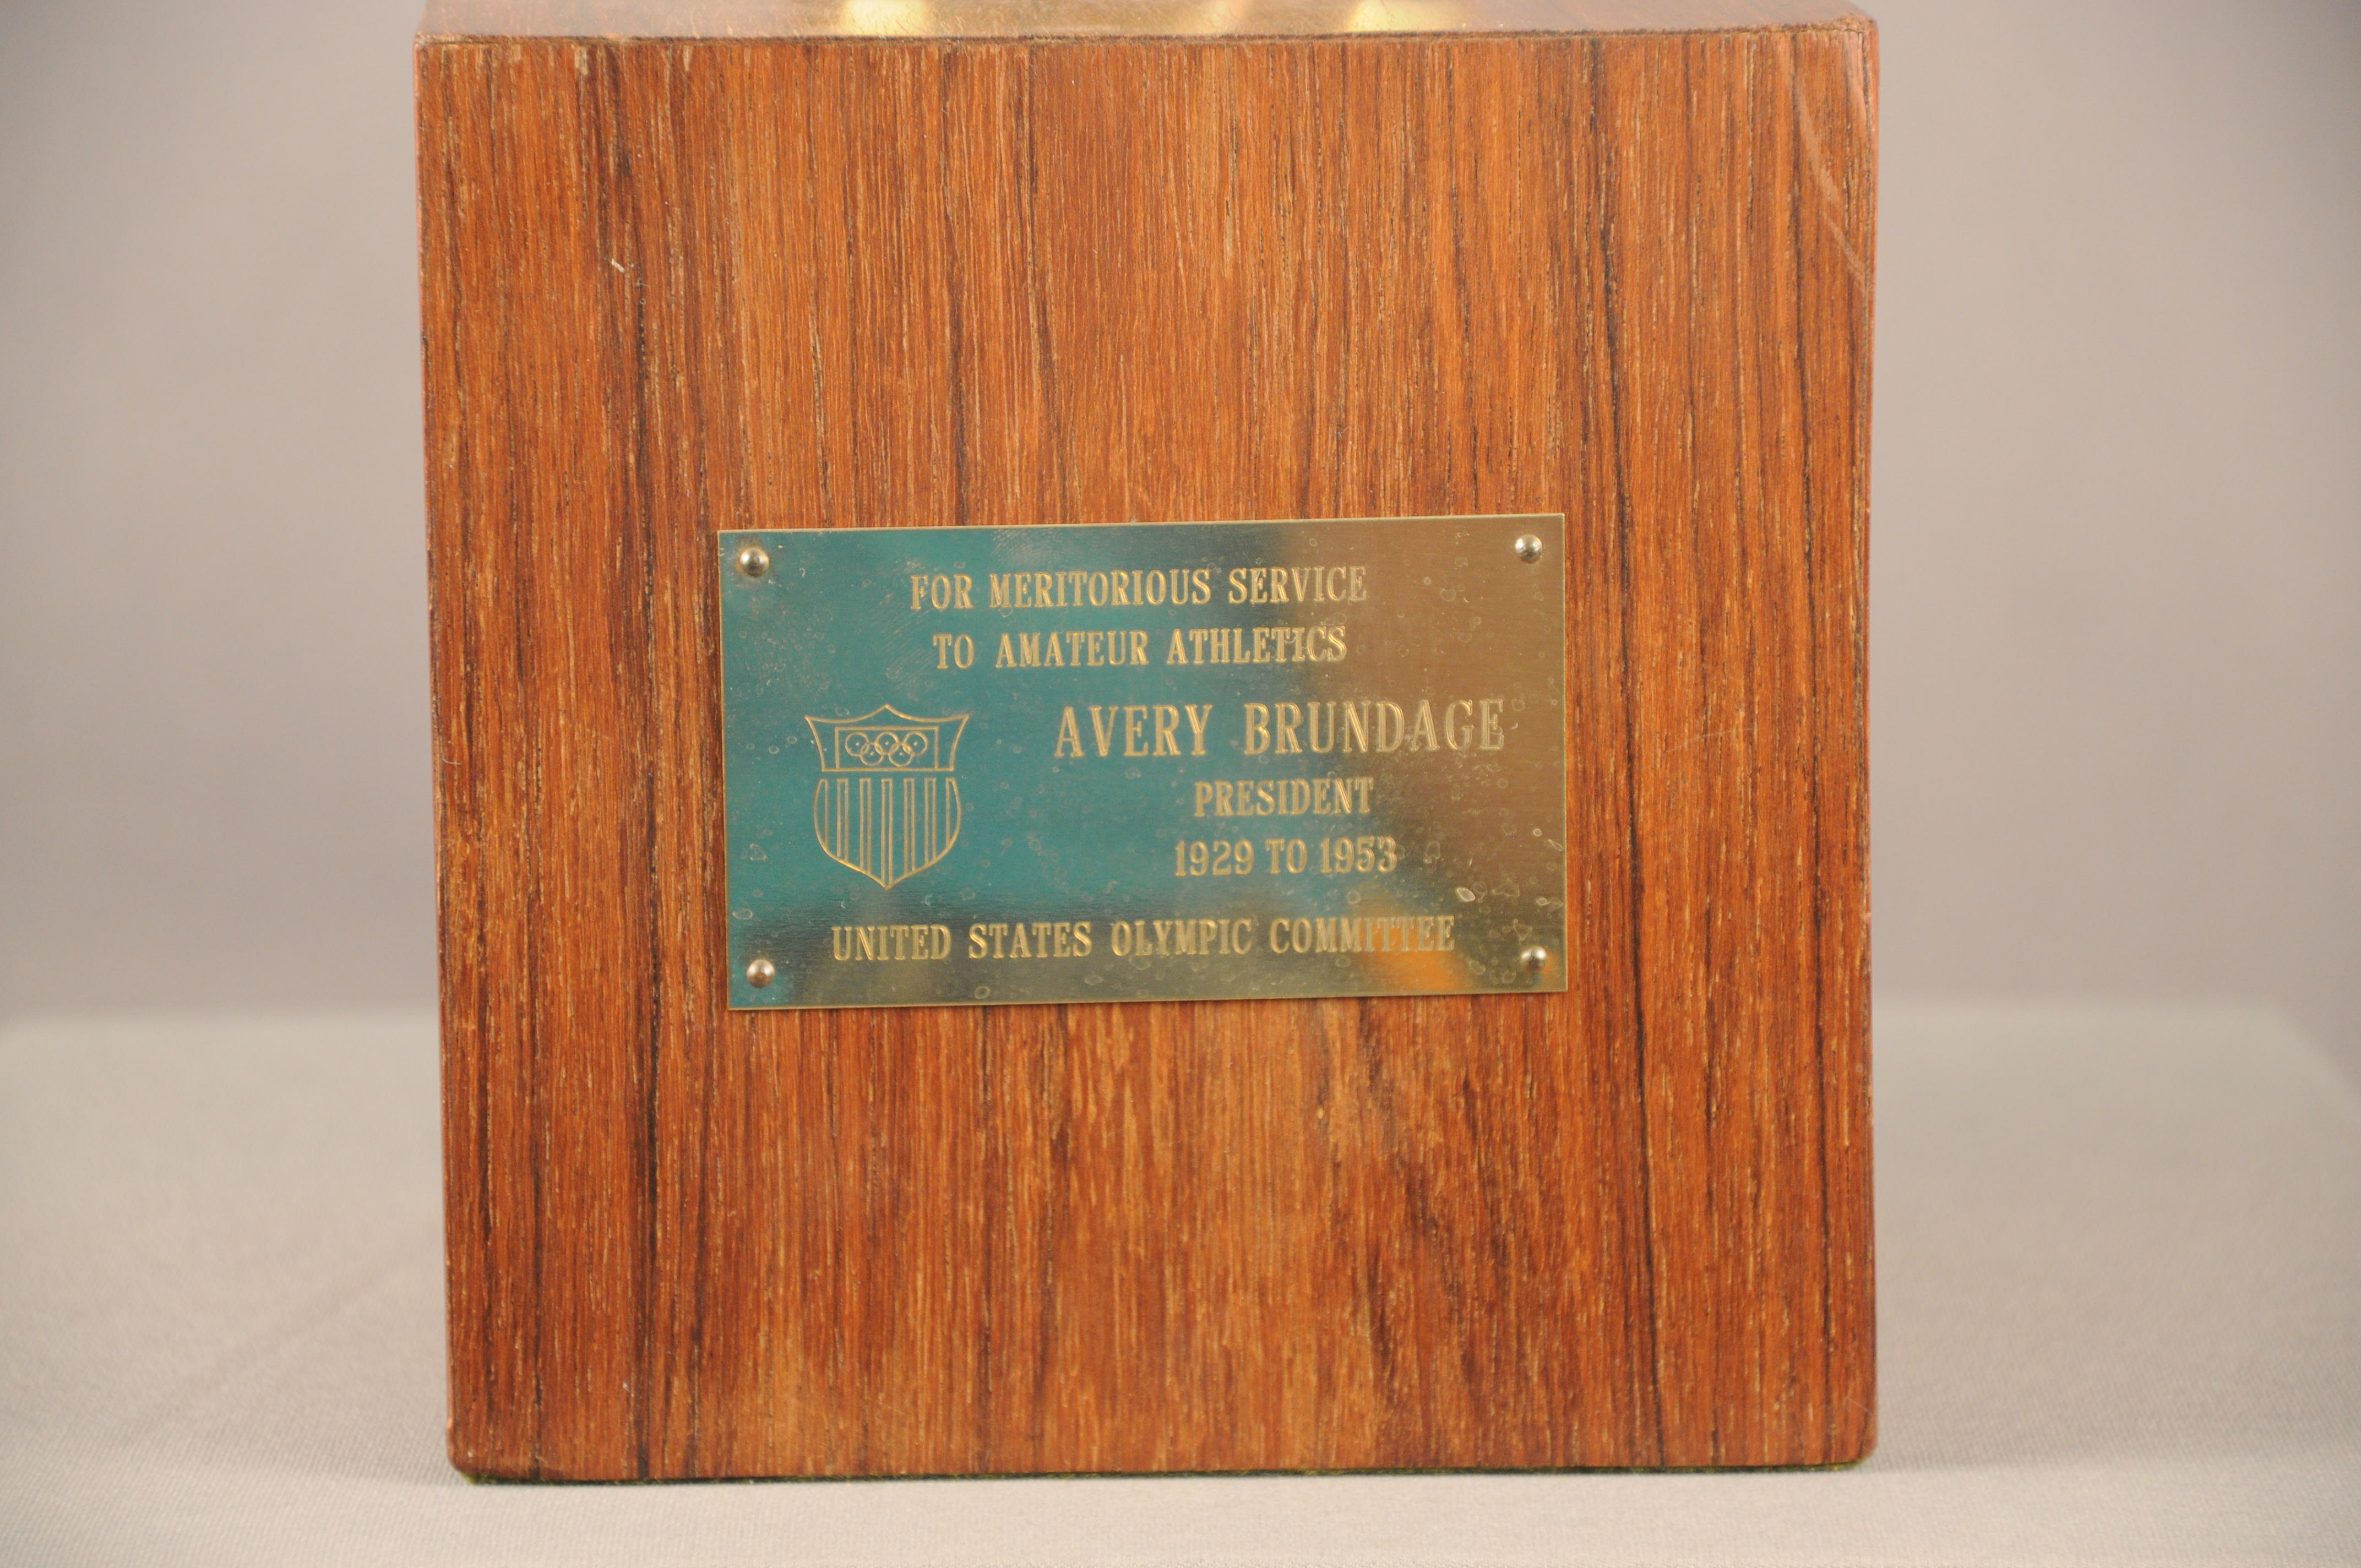 FOR MERITORIOUS SERVICE
TO AMATEUR ATHLETICS
AVERY BRUNDAGE
PRESIDENT
1929 TO 1953
UNITED STATES OLYMPIC COMMITTEE